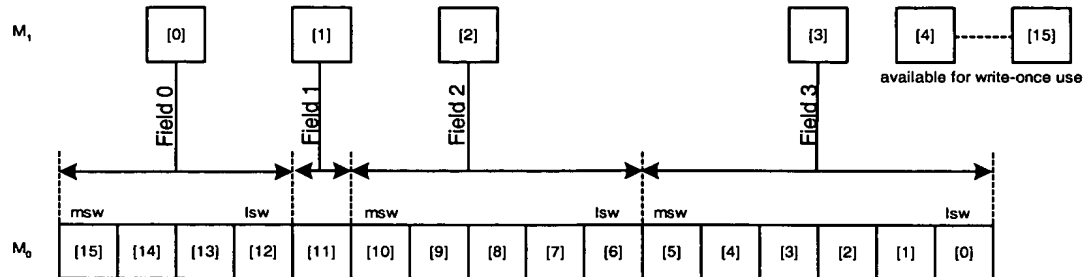 M₁ [0] [1] [2] [3] [4] [15]
available for write-once use
Field 0 Field 1 Field 2 Field 3
msw lsw msw lsw msw lsw
M₀ [15] [14] [13] [12] [11] [10] [9] [8] [7] [6] [5] [4] [3] [2] [1] [0]